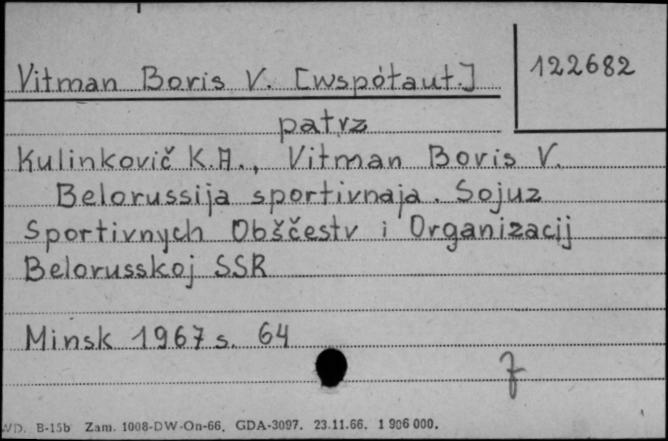 Vitman Boris V. [współaut.]
122682
patrz
Kulinkovič K.A., Vitman Boris V.
Belorussija sportivnaja. Sojuz
Sportivnych Obščestv i Organizacij
Belorusskoj SSR
Minsk 1967 s. 64
B-15b Zam. 1008-DW-On-66. GDA-3097. 23.11.66. 1 906 000.